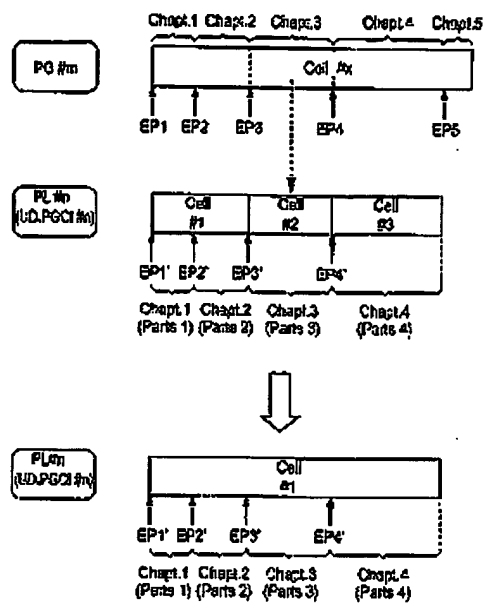 Chapt.1 Chapt.2 Chapt.3 Chapt.4 Chapt.5
PG #m
Cell #x
EP1 EP2 EP3 EP4 EP5
PL #n
(UD.PGCI #n)
Cell
#1
Cell
#2
Cell
#3
EP1' EP2' EP3' EP4'
Chapt.1 Chapt.2 Chapt.3 Chapt.4
(Parts 1) (Parts 2) (Parts 3) (Parts 4)
(UD.PGCI #n)
Cell
#1
EP1' EP2' EP3' EP4'
Chapt.1 Chapt.2 Chapt.3 Chapt.4
(Parts 1) (Parts 2) (Parts 3) (Parts 4)